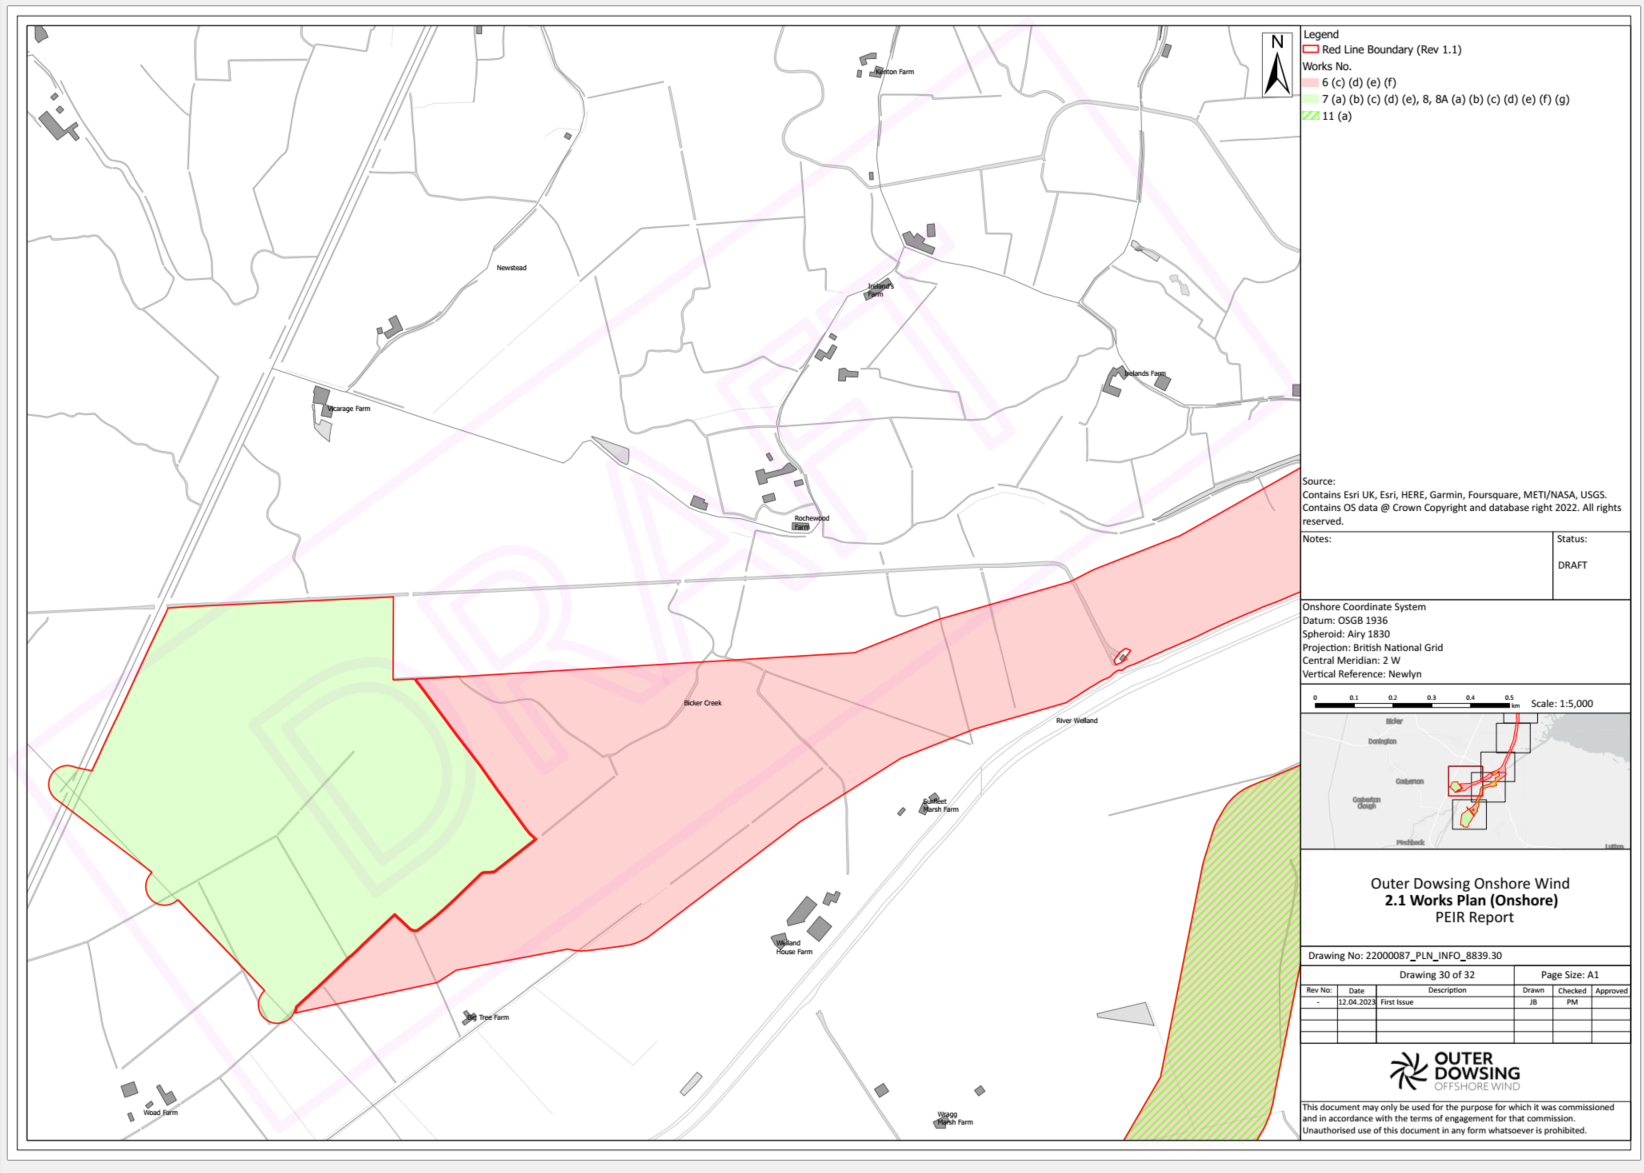 Legend
Red Line Boundary (Rev 1.1)
Works No.
6 (c) (d) (e) (f)
7 (a) (b) (c) (d) (e), 8, 8A (a) (b) (c) (d) (e) (f) (g)
11 (a)
N
Kenton Farm
Newstead
Ireland's
Farm
Irelands Farm
Vicarage Farm
Rochewood
Farm
Bicker Creek
River Welland
Marsh Farm
Welland
House Farm
Big Tree Farm
Woad Farm
Wragg
Marsh Farm
DRAFT
Source:
Contains Esri UK, Esri, HERE, Garmin, Foursquare, METI/NASA, USGS.
Contains OS data @ Crown Copyright and database right 2022. All rights
reserved.
Notes:
Status:
DRAFT
Onshore Coordinate System
Datum: OSGB 1936
Spheroid: Airy 1830
Projection: British National Grid
Central Meridian: 2 W
Vertical Reference: Newlyn
0 0.1 0.2 0.3 0.4 0.5
km Scale: 1:5,000
Bicker
Donington
Gosberton
Gosberton
Clough
Pinchbeck
Lutton
Outer Dowsing Onshore Wind
2.1 Works Plan (Onshore)
PEIR Report
Drawing No: 22000087_PLN_INFO_8839.30
Drawing 30 of 32 Page Size: A1
Rev No: Date Description Drawn Checked Approved
- 12.04.2023 First Issue JB PM
OUTER
DOWSING
OFFSHORE WIND
This document may only be used for the purpose for which it was commissioned
and in accordance with the terms of engagement for that commission.
Unauthorised use of this document in any form whatsoever is prohibited.